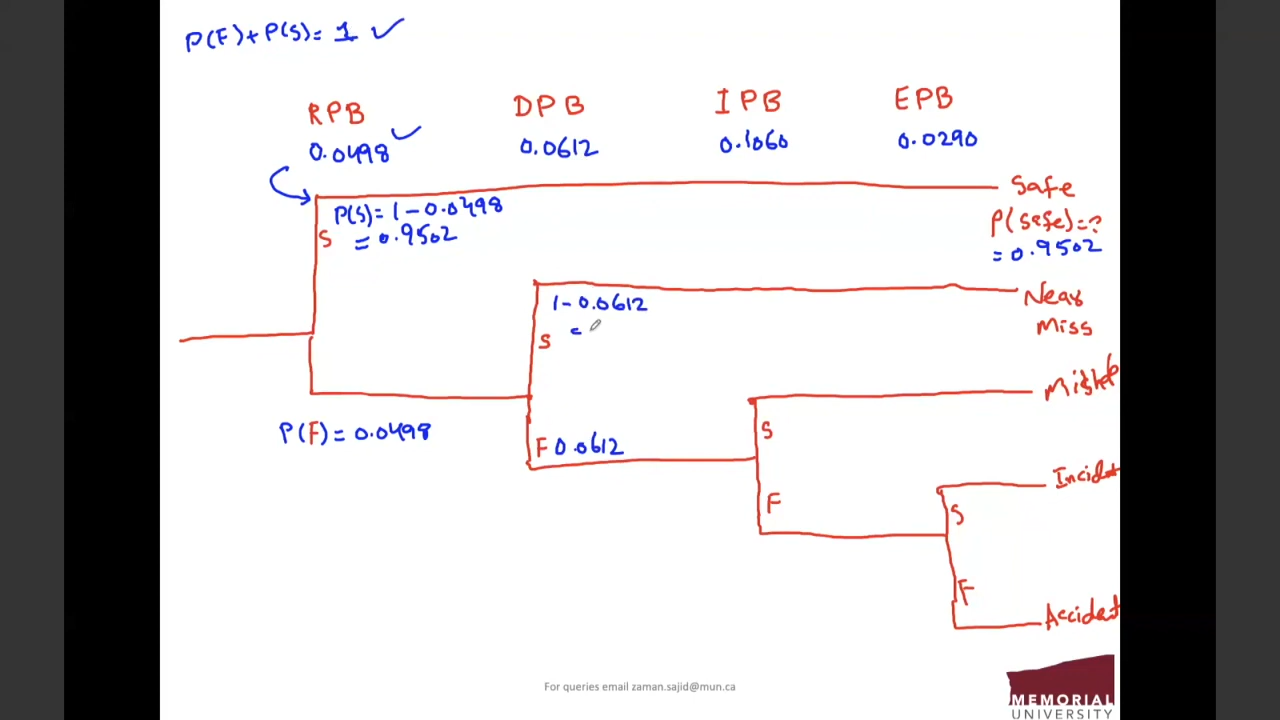 P(F)+P(S)= 1 ✓
RPB DPB IPB EPB
0.0498 ✓ 0.0612 0.1060 0.0290
Safe
P(S)= 1-0.0498
S = 0.9502
P(safe)=?
= 0.9502
Near
Miss
1-0.0612
=
S
P(F)= 0.0498
F 0.0612
S
F
Incident
S
F
Accident
For queries email zaman.sajid@mun.ca
MEMORIAL
UNIVERSITY